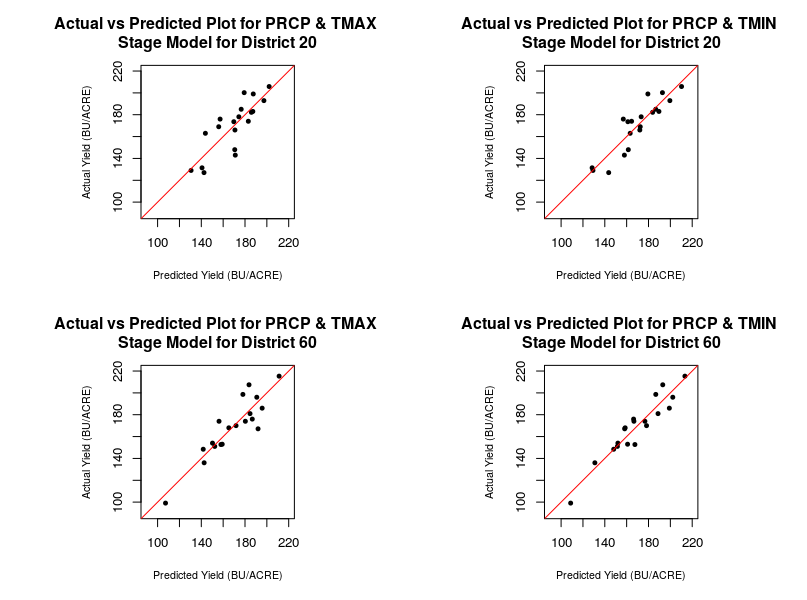 Actual vs Predicted Plot for PRCP & TMAX
Stage Model for District 20
220
180
140
100
Actual Yield (BU/ACRE)
100 140 180 220
Predicted Yield (BU/ACRE)
Actual vs Predicted Plot for PRCP & TMIN
Stage Model for District 20
220
180
140
100
Actual Yield (BU/ACRE)
100 140 180 220
Predicted Yield (BU/ACRE)
Actual vs Predicted Plot for PRCP & TMAX
Stage Model for District 60
220
180
140
100
Actual Yield (BU/ACRE)
100 140 180 220
Predicted Yield (BU/ACRE)
Actual vs Predicted Plot for PRCP & TMIN
Stage Model for District 60
220
180
140
100
Actual Yield (BU/ACRE)
100 140 180 220
Predicted Yield (BU/ACRE)